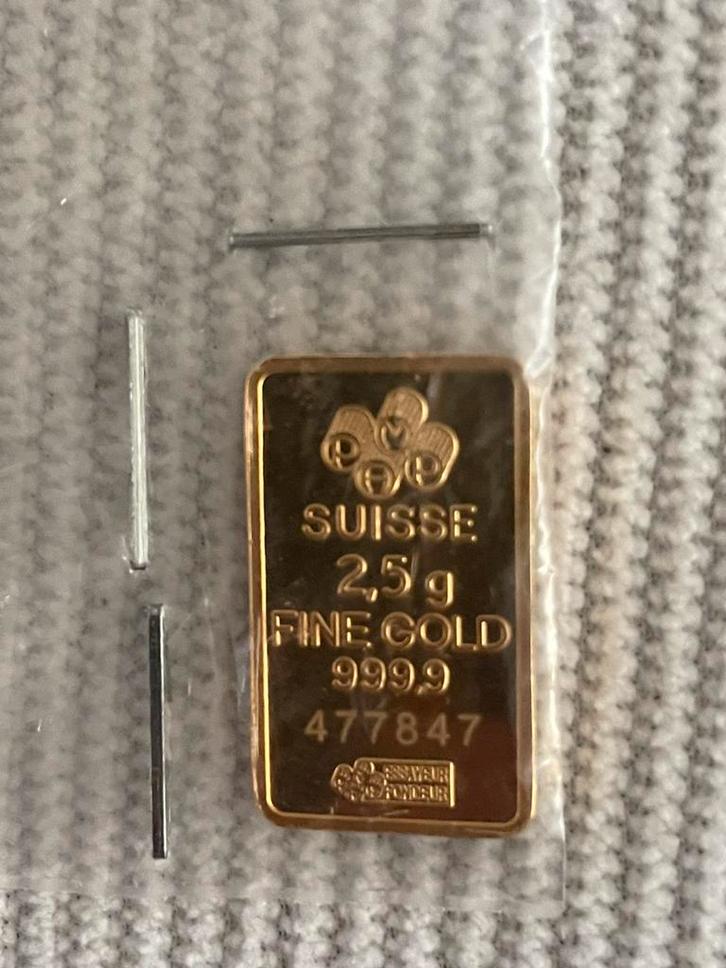 PAMP
SUISSE
2,5 g
FINE GOLD
999,9
477847
ESSAYEUR
FONDEUR